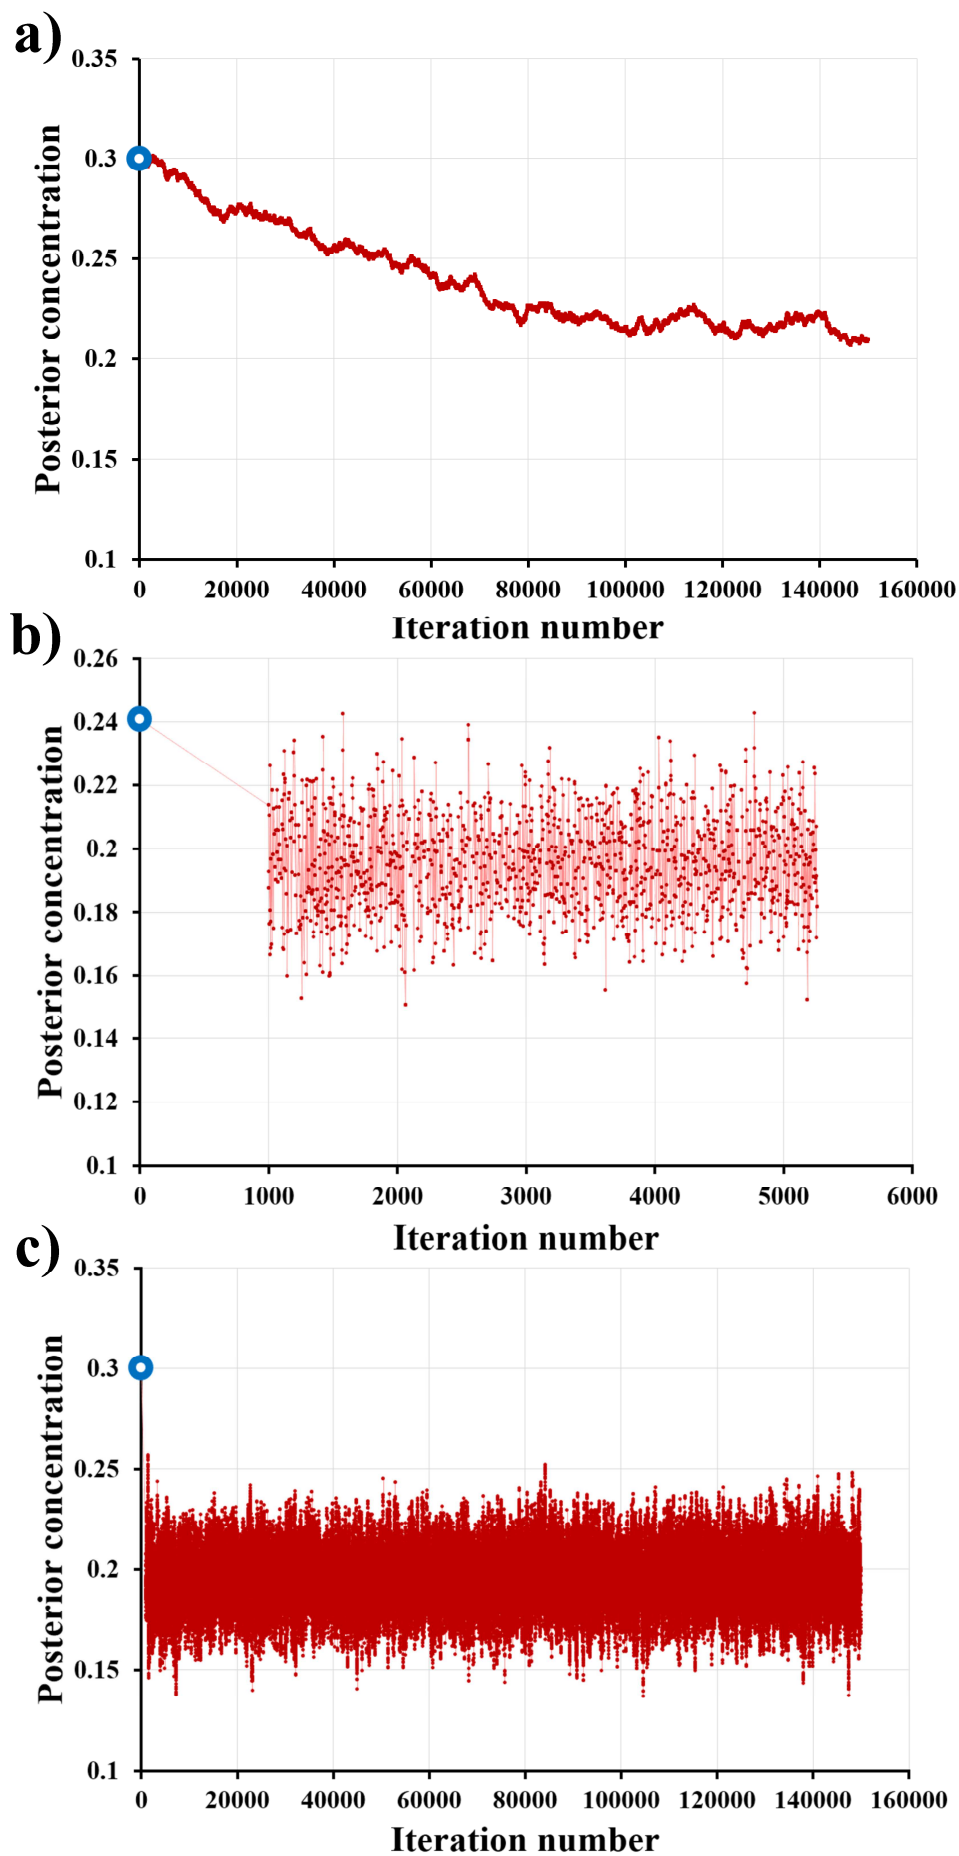 a)
0.35
0.3
0.25
0.2
0.15
0.1
Posterior concentration
0 20000 40000 60000 80000 100000 120000 140000 160000
Iteration number
b)
0.26
0.24
0.22
0.2
0.18
0.16
0.14
0.12
0.1
Posterior concentration
0 1000 2000 3000 4000 5000 6000
Iteration number
c)
0.35
0.3
0.25
0.2
0.15
0.1
Posterior concentration
0 20000 40000 60000 80000 100000 120000 140000 160000
Iteration number